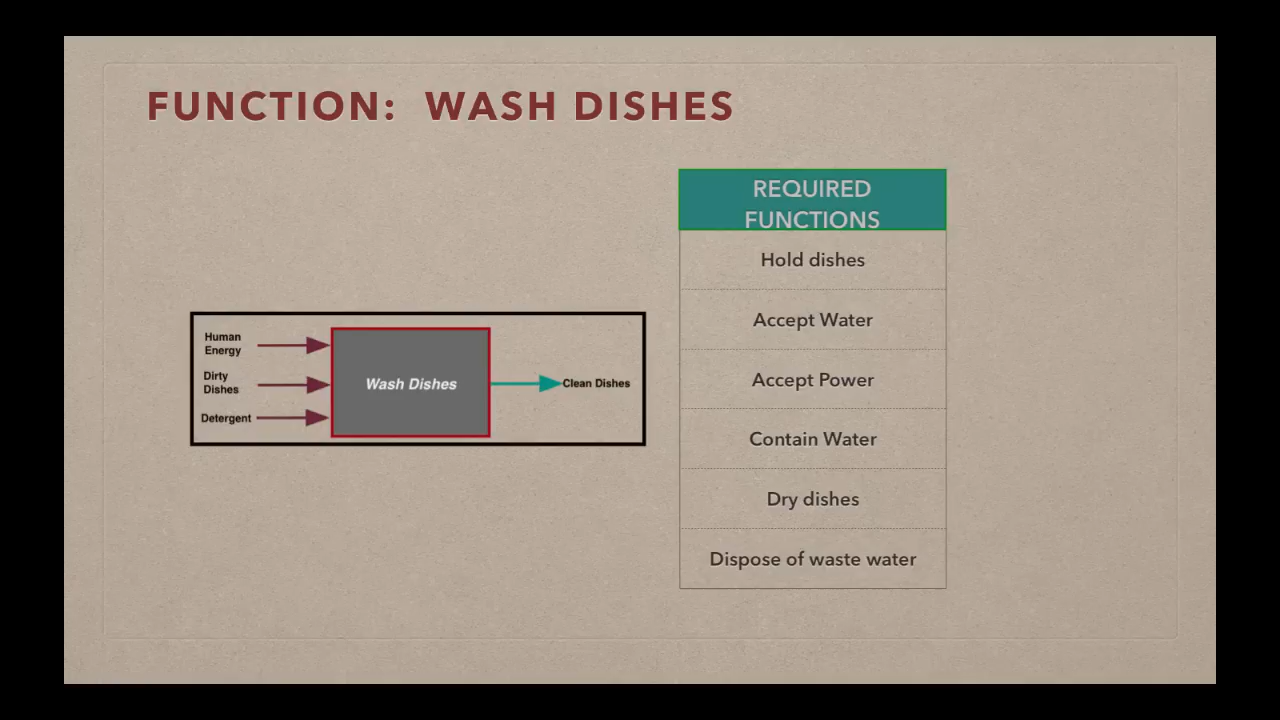 FUNCTION: WASH DISHES
Human
Energy
Dirty
Dishes
Detergent
Wash Dishes
Clean Dishes
REQUIRED
FUNCTIONS
Hold dishes
Accept Water
Accept Power
Contain Water
Dry dishes
Dispose of waste water